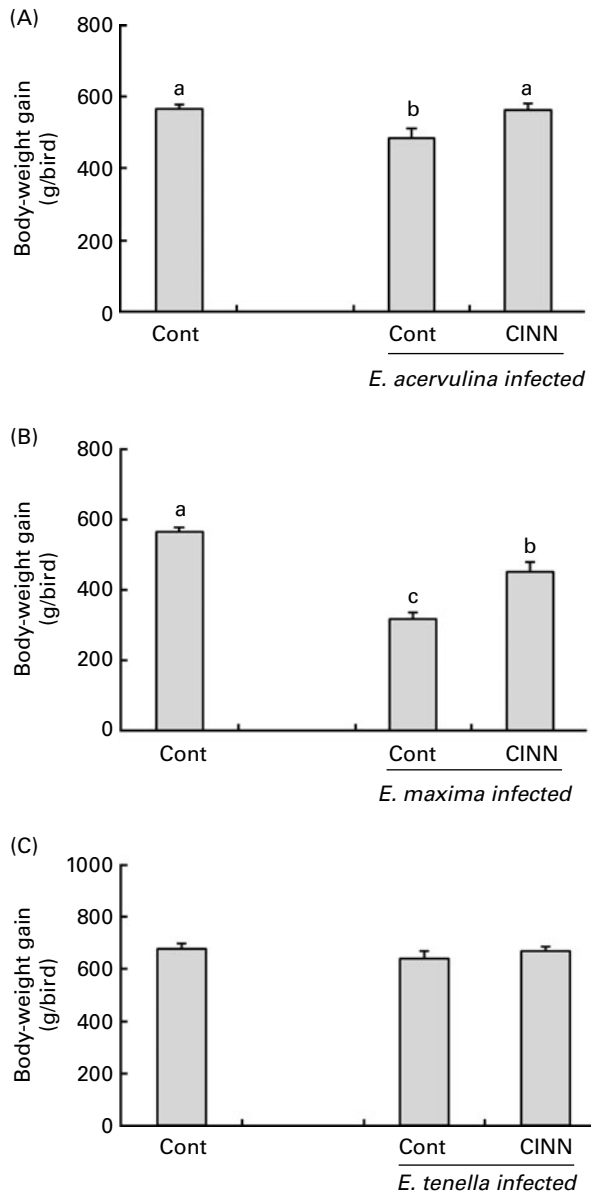 (A)
800
600
400
200
0
Body-weight gain
(g/bird)
a
b
a
Cont
Cont
CINN
E. acervulina infected
(B)
800
600
400
200
0
Body-weight gain
(g/bird)
a
c
b
Cont
Cont
CINN
E. maxima infected
(C)
1000
800
600
400
200
0
Body-weight gain
(g/bird)
Cont
Cont
CINN
E. tenella infected